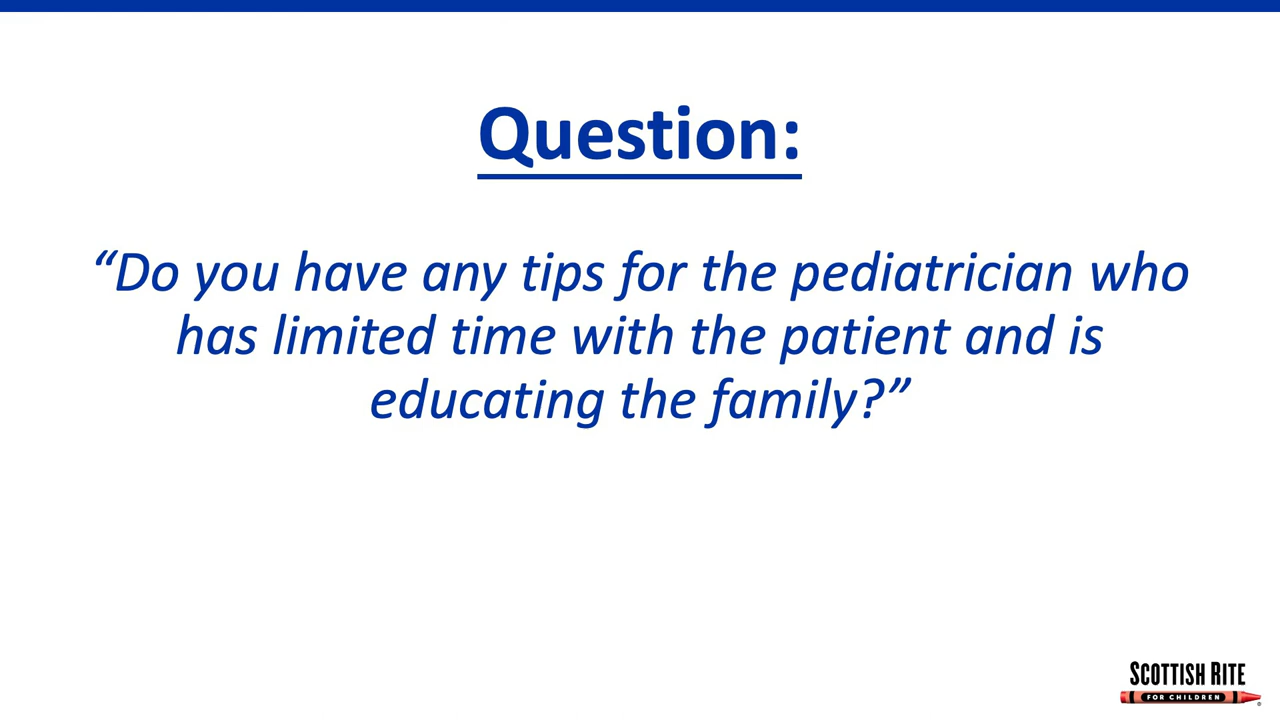 Question:
“Do you have any tips for the pediatrician who
has limited time with the patient and is
educating the family?”
SCOTTISH RITE
FOR CHILDREN
®